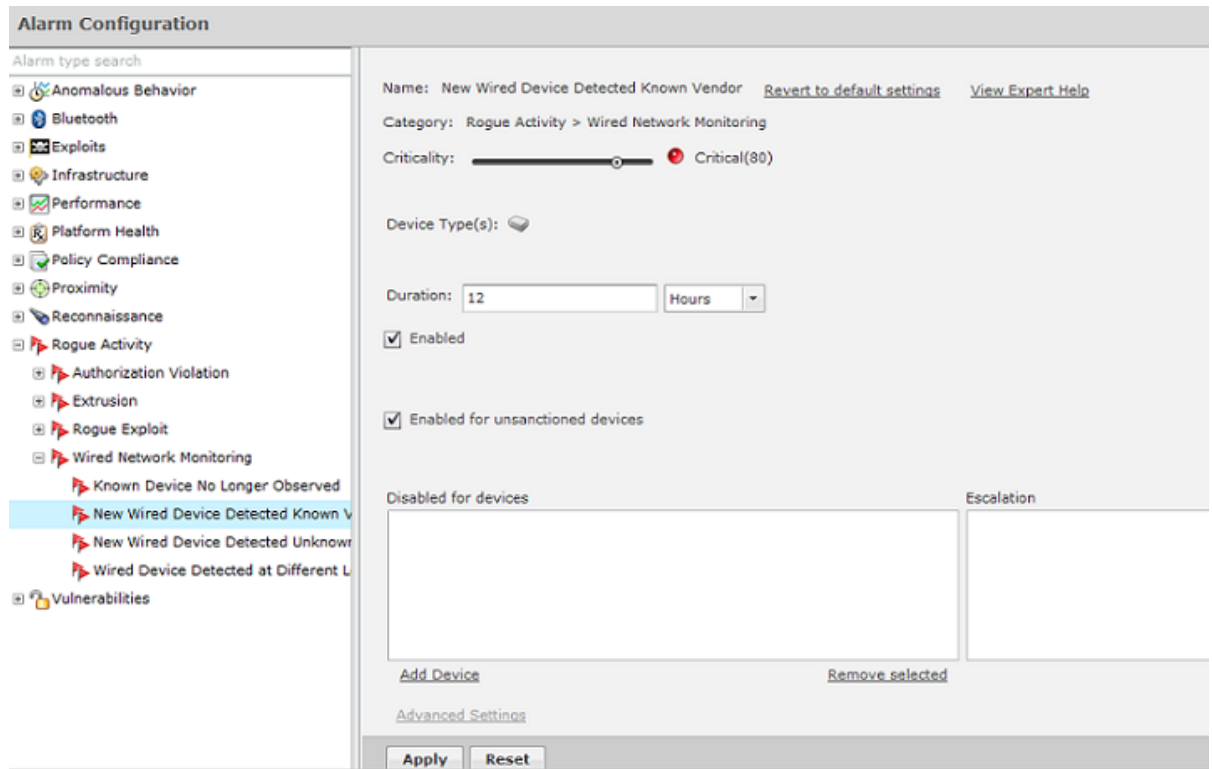 Alarm Configuration
Alarm type search
Anomalous Behavior
Bluetooth
Exploits
Infrastructure
Performance
Platform Health
Policy Compliance
Proximity
Reconnaissance
Rogue Activity
Authorization Violation
Extrusion
Rogue Exploit
Wired Network Monitoring
Known Device No Longer Observed
New Wired Device Detected Known V
New Wired Device Detected Unknown
Wired Device Detected at Different L
Vulnerabilities
Name: New Wired Device Detected Known Vendor Revert to default settings View Expert Help
Category: Rogue Activity > Wired Network Monitoring
Criticality: Critical(80)
Device Type(s):
Duration: 12 Hours
Enabled
Enabled for unsanctioned devices
Disabled for devices Escalation
Add Device Remove selected
Advanced Settings
Apply Reset